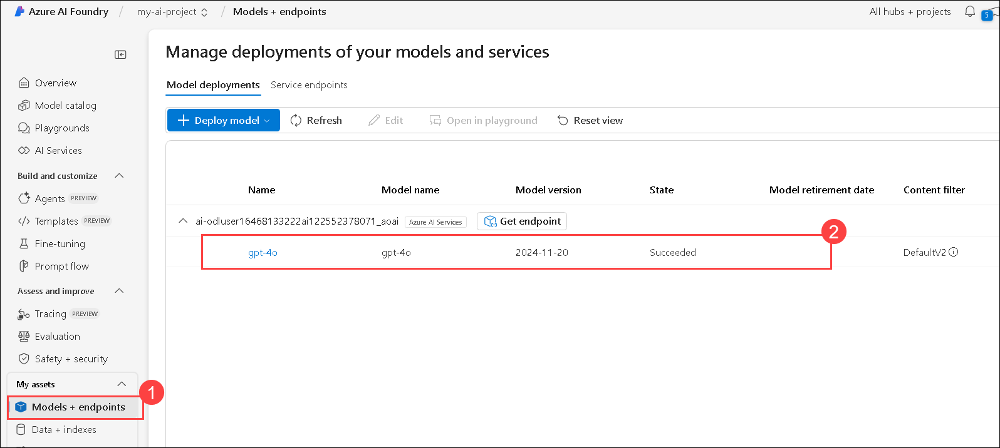 Azure AI Foundry / my-ai-project / Models + endpoints All hubs + projects 5
Manage deployments of your models and services
Model deployments Service endpoints
Deploy model Refresh Edit Open in playground Reset view
Name Model name Model version State Model retirement date Content filter
ai-odluser16468133222ai122552378071_aoai Azure AI Services Get endpoint
2
gpt-4o gpt-4o 2024-11-20 Succeeded DefaultV2
Overview
Model catalog
Playgrounds
AI Services
Build and customize
Agents PREVIEW
Templates PREVIEW
Fine-tuning
Prompt flow
Assess and improve
Tracing PREVIEW
Evaluation
Safety + security
My assets
1
Models + endpoints
Data + indexes